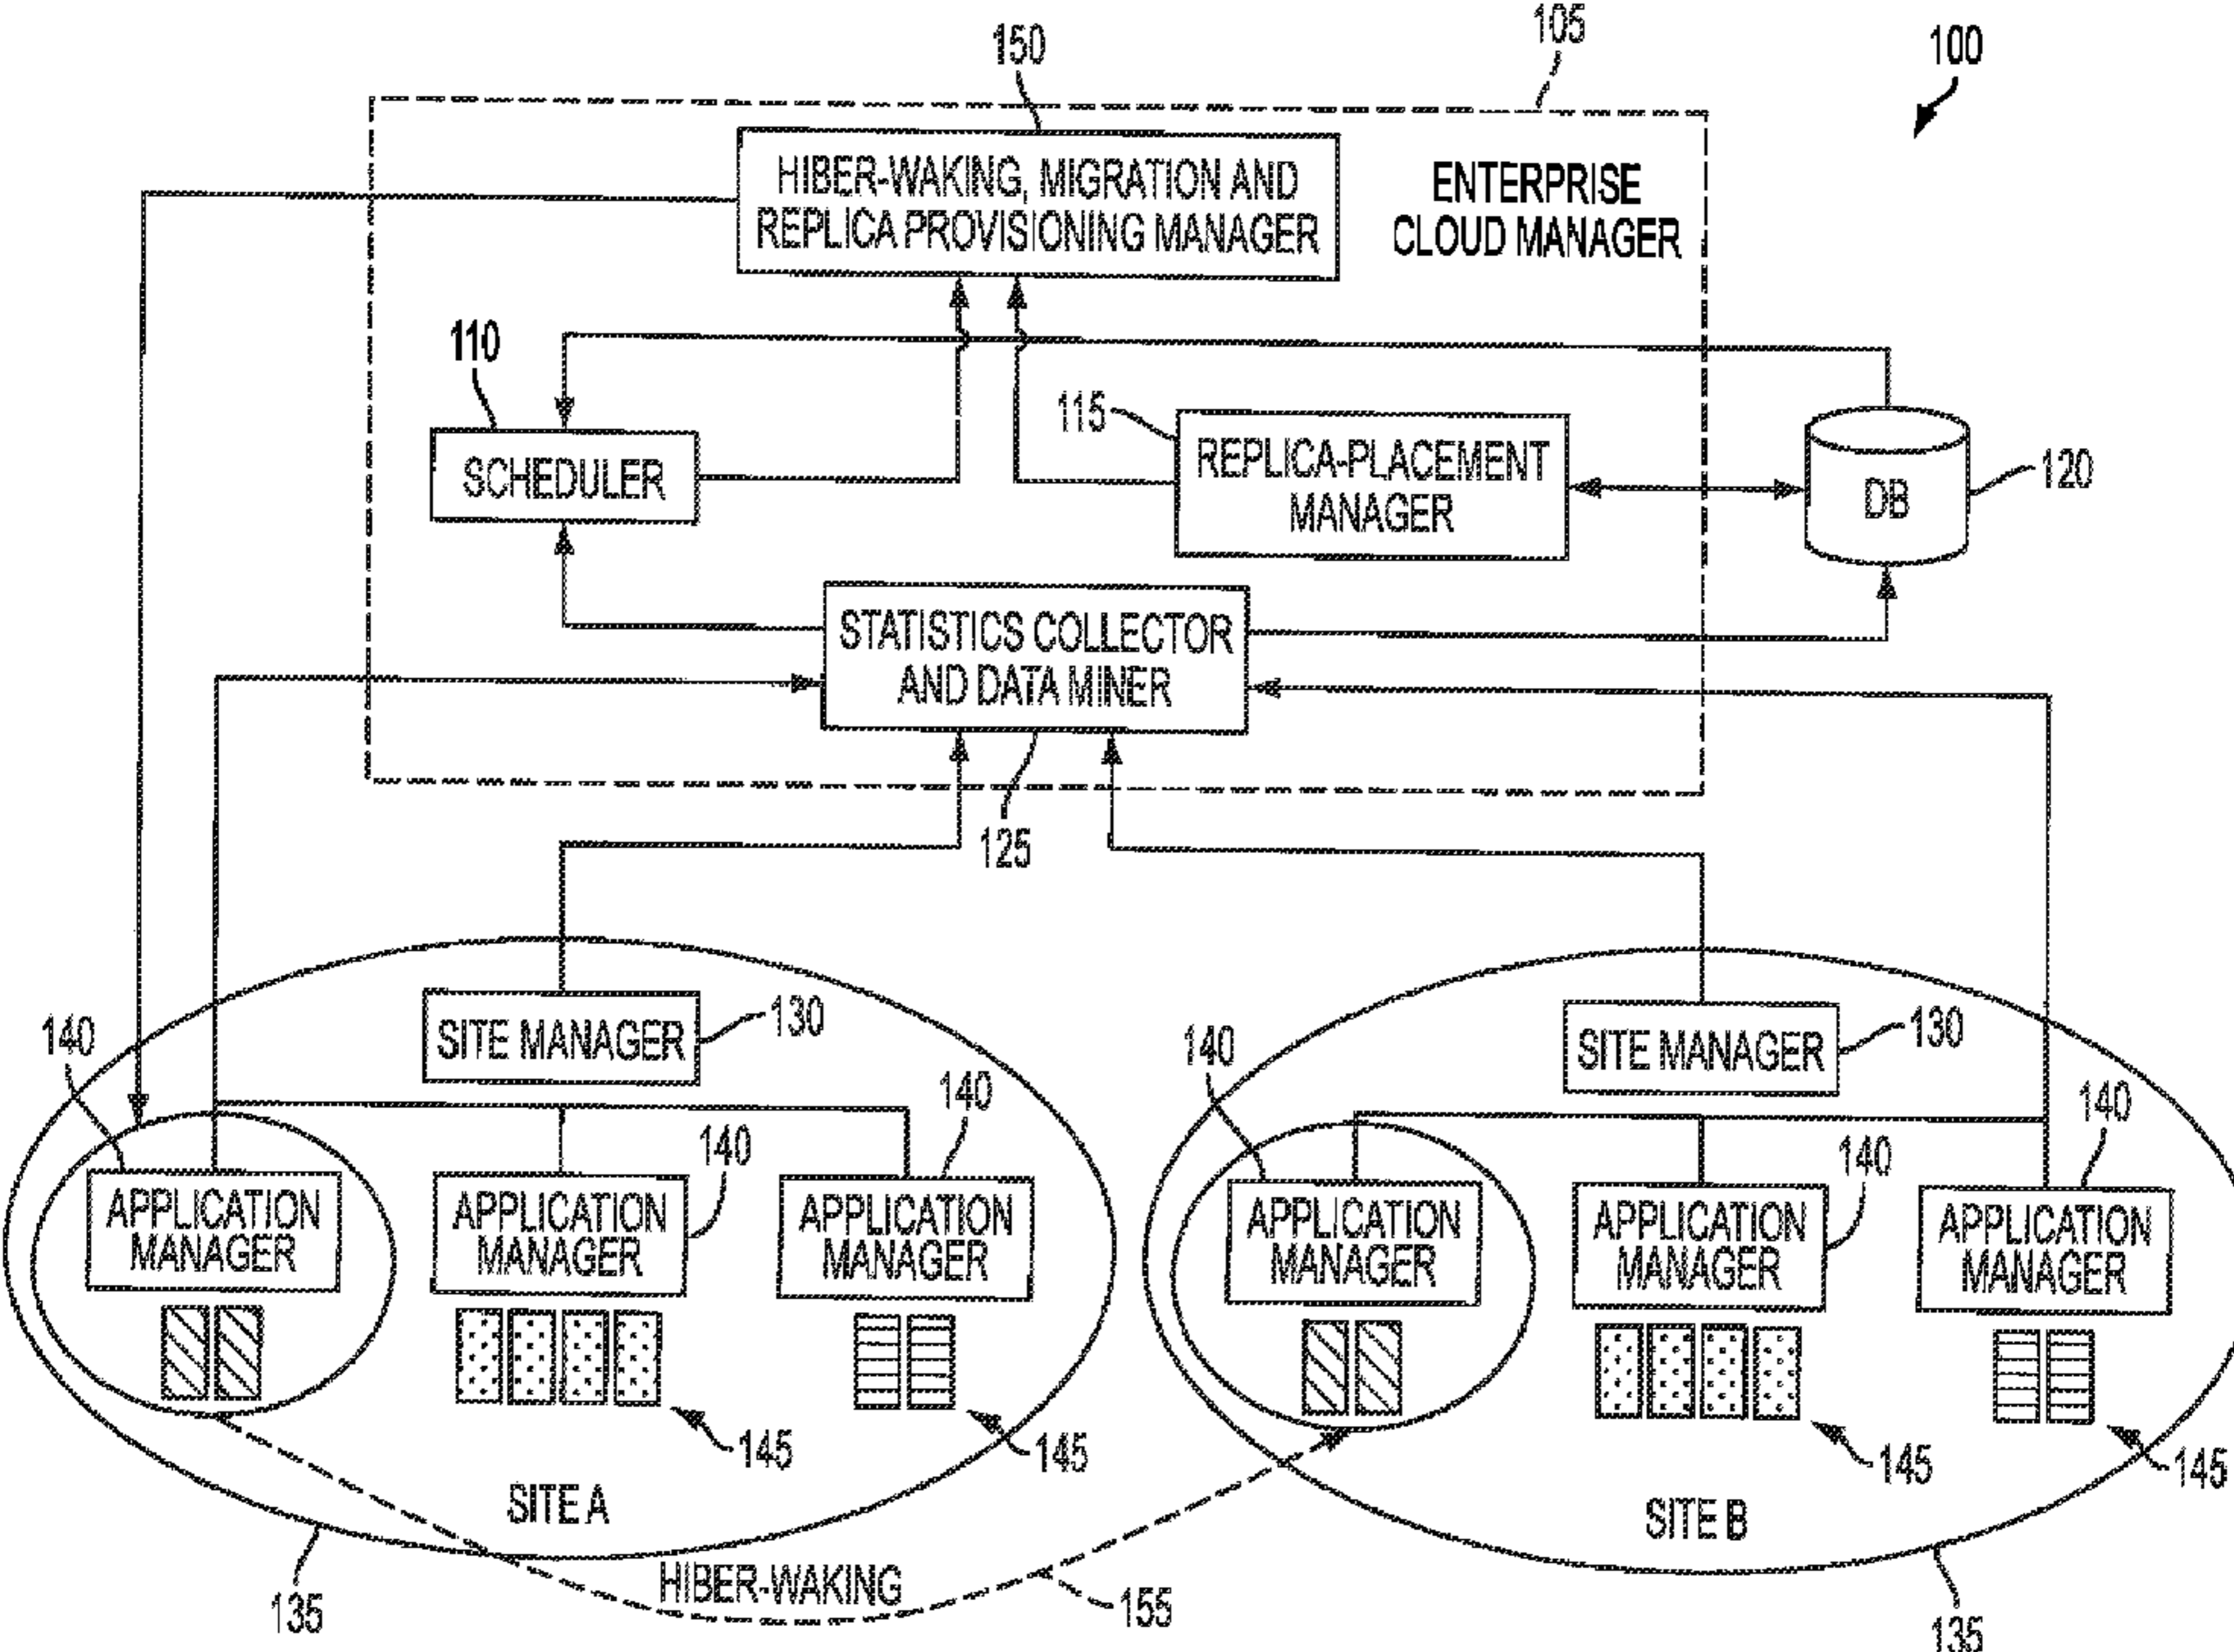 105
150
100
HIBER-WAKING, MIGRATION AND
REPLICA PROVISIONING MANAGER
ENTERPRISE
CLOUD MANAGER
110
115
SCHEDULER
REPLICA-PLACEMENT
MANAGER
DB
120
STATISTICS COLLECTOR
AND DATA MINER
125
SITE MANAGER
130
SITE MANAGER
130
140
140
140
140
140
140
APPLICATION
MANAGER
APPLICATION
MANAGER
APPLICATION
MANAGER
APPLICATION
MANAGER
APPLICATION
MANAGER
APPLICATION
MANAGER
145
145
145
145
SITE A
SITE B
HIBER-WAKING
135
155
135